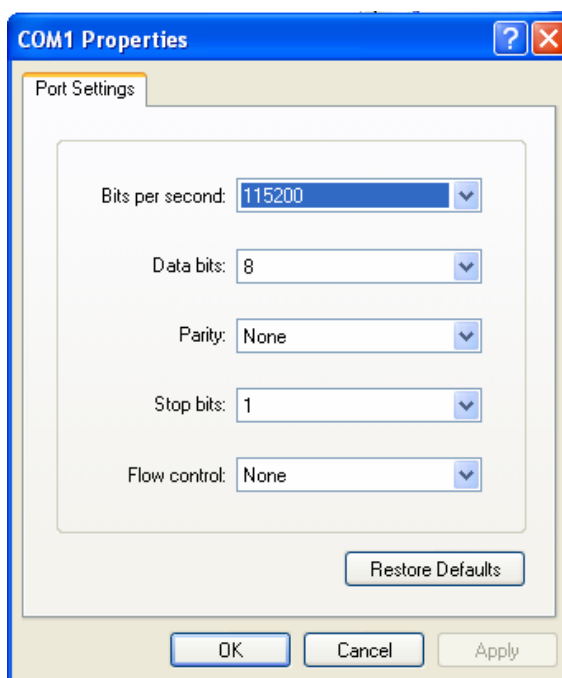 COM1 Properties
Port Settings
Bits per second: 115200
Data bits: 8
Parity: None
Stop bits: 1
Flow control: None
Restore Defaults
OK Cancel Apply